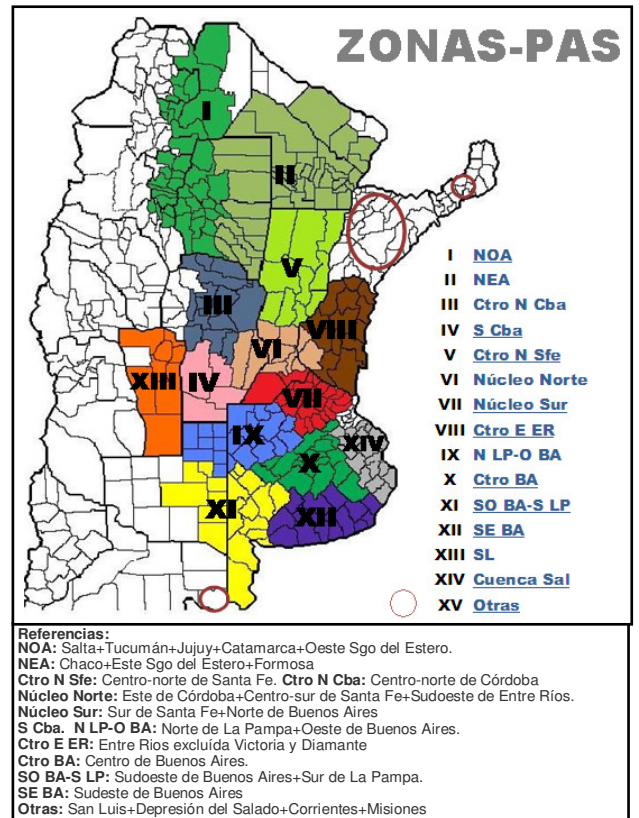 ZONAS-PAS
I
II
V
III
VIII
VI
XIII
IV
VII
IX
XIV
X
XI
XII
I NOA
II NEA
III Ctro N Cba
IV S Cba
V Ctro N Sfe
VI Núcleo Norte
VII Núcleo Sur
VIII Ctro E ER
IX N LP-O BA
X Ctro BA
XI SO BA-S LP
XII SE BA
XIII SL
XIV Cuenca Sal
XV Otras
Referencias:
NOA: Salta+Tucumán+Jujuy+Catamarca+Oeste Sgo del Estero.
NEA: Chaco+Este Sgo del Estero+Formosa
Ctro N Sfe: Centro-norte de Santa Fe. Ctro N Cba: Centro-norte de Córdoba
Núcleo Norte: Este de Córdoba+Centro-sur de Santa Fe+Sudoeste de Entre Ríos.
Núcleo Sur: Sur de Santa Fe+Norte de Buenos Aires
S Cba. N LP-O BA: Norte de La Pampa+Oeste de Buenos Aires.
Ctro E ER: Entre Rios excluída Victoria y Diamante
Ctro BA: Centro de Buenos Aires.
SO BA-S LP: Sudoeste de Buenos Aires+Sur de La Pampa.
SE BA: Sudeste de Buenos Aires
Otras: San Luis+Depresión del Salado+Corrientes+Misiones